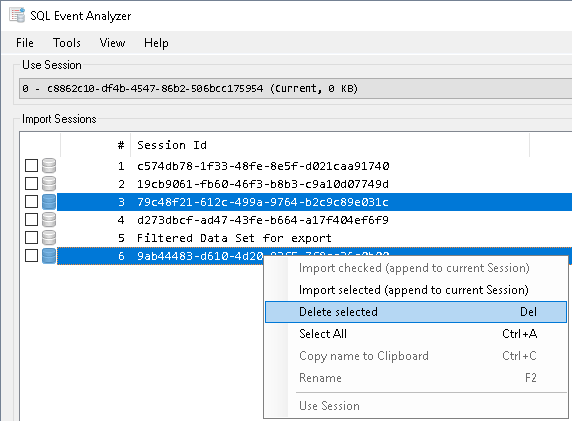 SQL Event Analyzer
File Tools View Help
Use Session
0 - c8862c10-df4b-4547-86b2-506bcc175954 (Current, 0 KB)
Import Sessions
# Session Id
1 c574db78-1f33-48fe-8e5f-d021caa91740
2 19cb9061-fb60-46f3-b8b3-c9a10d07749d
3 79c48f21-612c-499a-9764-b2c9c89e031c
4 d273dbcf-ad47-43fe-b664-a17f404ef6f9
5 Filtered Data Set for export
6 9ab44483-d610-4d20
Import checked (append to current Session)
Import selected (append to current Session)
Delete selected Del
Select All Ctrl+A
Copy name to Clipboard Ctrl+C
Rename F2
Use Session